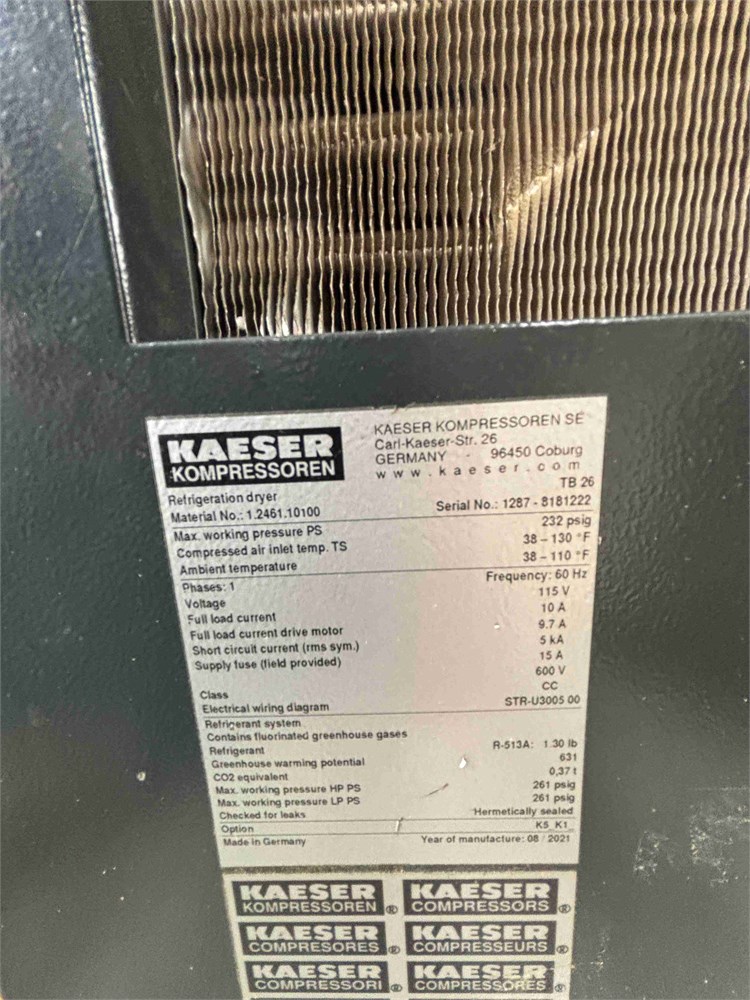 KAESER
KOMPRESSOREN
KAESER KOMPRESSOREN SE
Carl-Kaeser-Str. 26
GERMANY - 96450 Coburg
www.kaeser.com
TB 26
Refrigeration dryer
Material No.: 1.2461.10100 Serial No.: 1287 - 8181222
Max. working pressure PS 232 psig
Compressed air inlet temp. TS 38 – 130 °F
Ambient temperature 38 – 110 °F
Phases: 1 Frequency: 60 Hz
Voltage 115 V
Full load current 10 A
Full load current drive motor 9.7 A
Short circuit current (rms sym.) 5 kA
Supply fuse (field provided) 15 A
600 V
Class CC
Electrical wiring diagram STR-U3005 00
Refrigerant system
Contains fluorinated greenhouse gases
Refrigerant R-513A: 1.30 lb
Greenhouse warming potential 631
CO2 equivalent 0,37 t
Max. working pressure HP PS 261 psig
Max. working pressure LP PS 261 psig
Checked for leaks Hermetically sealed
Option K5 K1
Made in Germany Year of manufacture: 08 / 2021
KAESER KOMPRESSOREN ®
KAESER COMPRESSORS ®
KAESER COMPRESORES ®
KAESER COMPRESSEURS ®
KAESER COMPRESSORI ®
KAESER COMPRESSORES ®